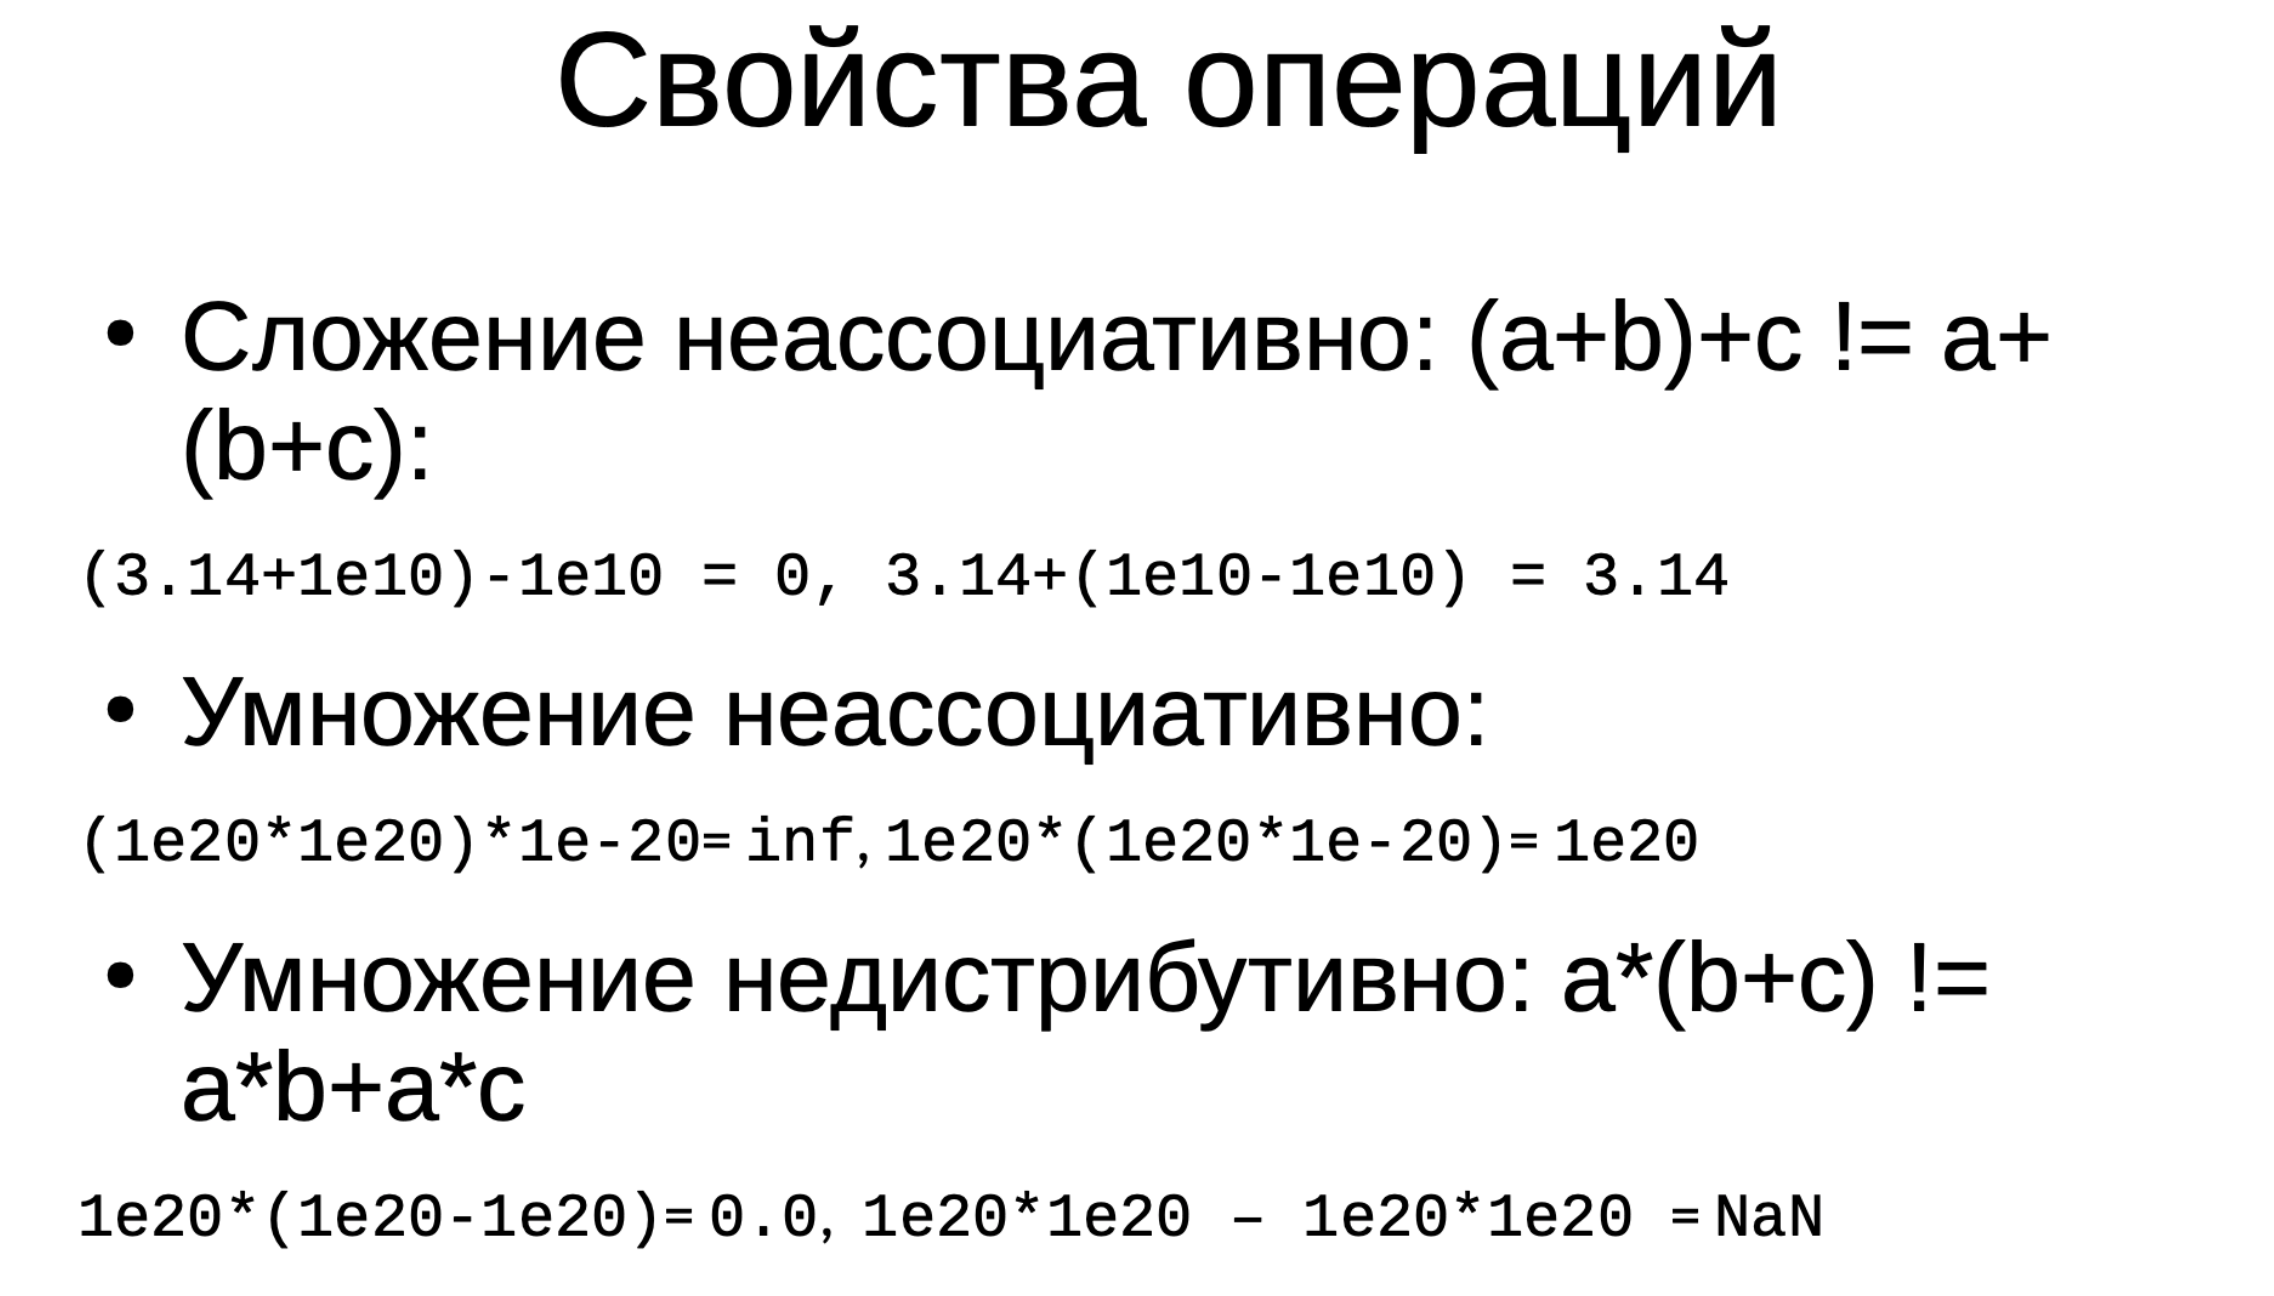 Свойства операций
• Сложение неассоциативно: (a+b)+c != a+
(b+c):
(3.14+1e10)-1e10 = 0, 3.14+(1e10-1e10) = 3.14
• Умножение неассоциативно:
(1e20*1e20)*1e-20= inf, 1e20*(1e20*1e-20)= 1e20
• Умножение недистрибутивно: a*(b+c) !=
a*b+a*c
1e20*(1e20-1e20)= 0.0, 1e20*1e20 – 1e20*1e20 = NaN